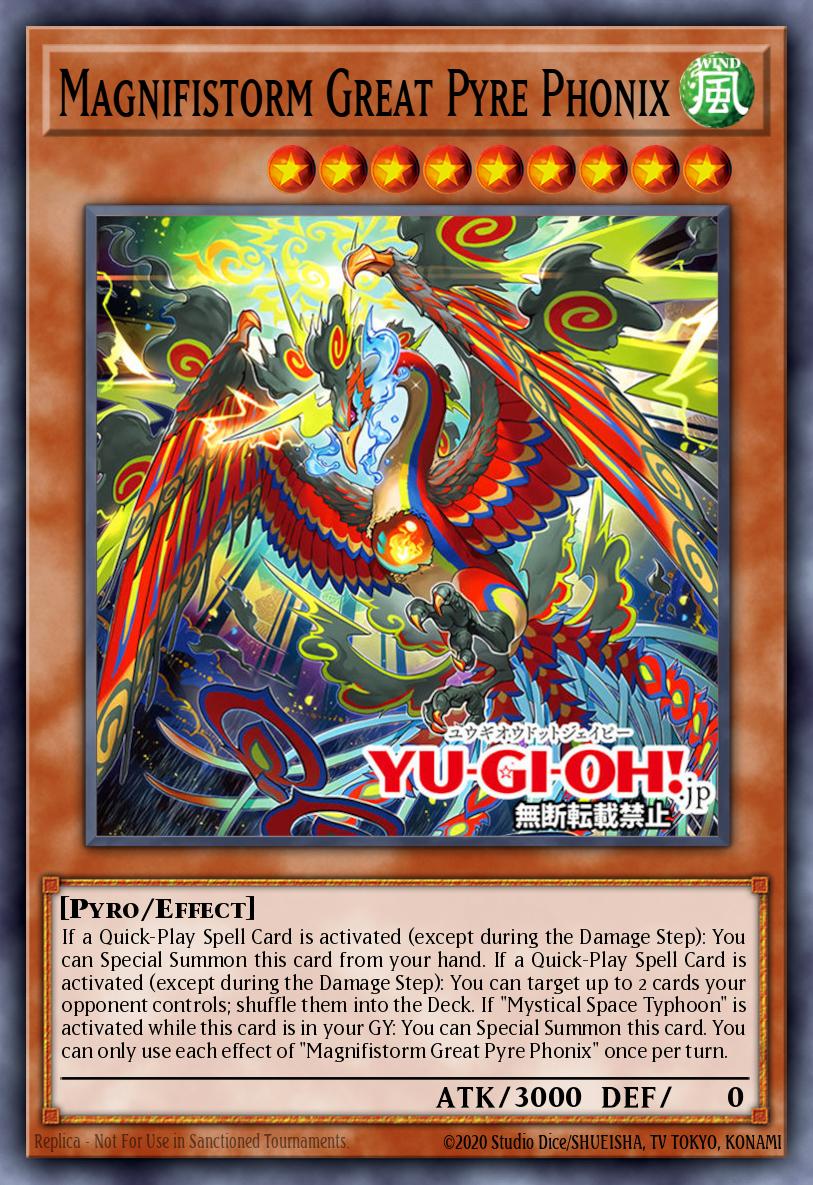 Magnifistorm Great Pyre Phonix
WIND
風
ユウギオウドットジェイピー
YU-GI-OH!.jp
無断転載禁止
[Pyro/Effect]
If a Quick-Play Spell Card is activated (except during the Damage Step): You
can Special Summon this card from your hand. If a Quick-Play Spell Card is
activated (except during the Damage Step): You can target up to 2 cards your
opponent controls; shuffle them into the Deck. If "Mystical Space Typhoon" is
activated while this card is in your GY: You can Special Summon this card. You
can only use each effect of "Magnifistorm Great Pyre Phonix" once per turn.
ATK/3000 DEF/ 0
Replica - Not For Use in Sanctioned Tournaments.
©2020 Studio Dice/SHUEISHA, TV TOKYO, KONAMI